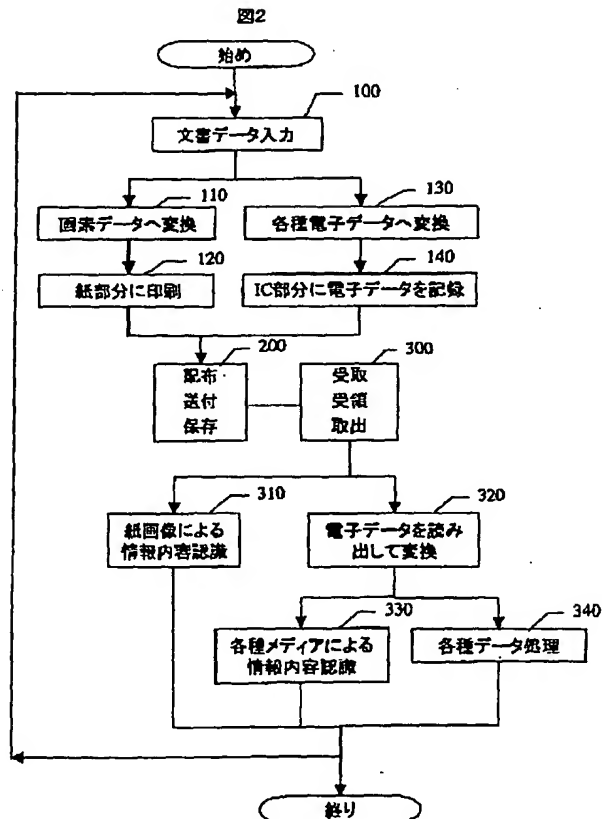 図2
始め
100
文書データ入力
110
画素データへ変換
130
各種電子データへ変換
120
紙部分に印刷
140
IC部分に電子データを記録
200
配布
送付
保存
300
受取
受領
取出
310
紙画像による
情報内容認識
320
電子データを読み
出して変換
330
各種メディアによる
情報内容認識
340
各種データ処理
終り